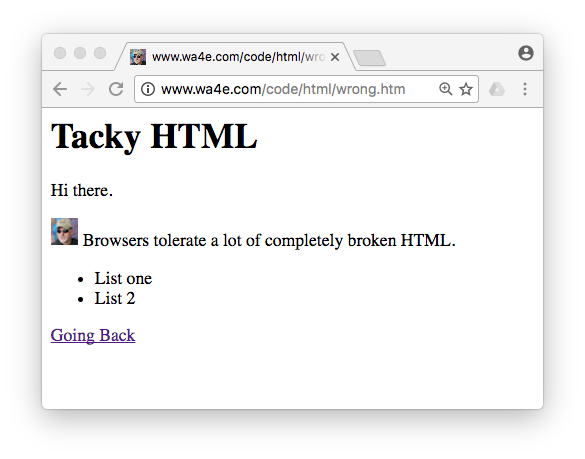 www.wa4e.com/code/html/wro
www.wa4e.com/code/html/wrong.htm
Tacky HTML
Hi there.
Browsers tolerate a lot of completely broken HTML.
List one
List 2
Going Back